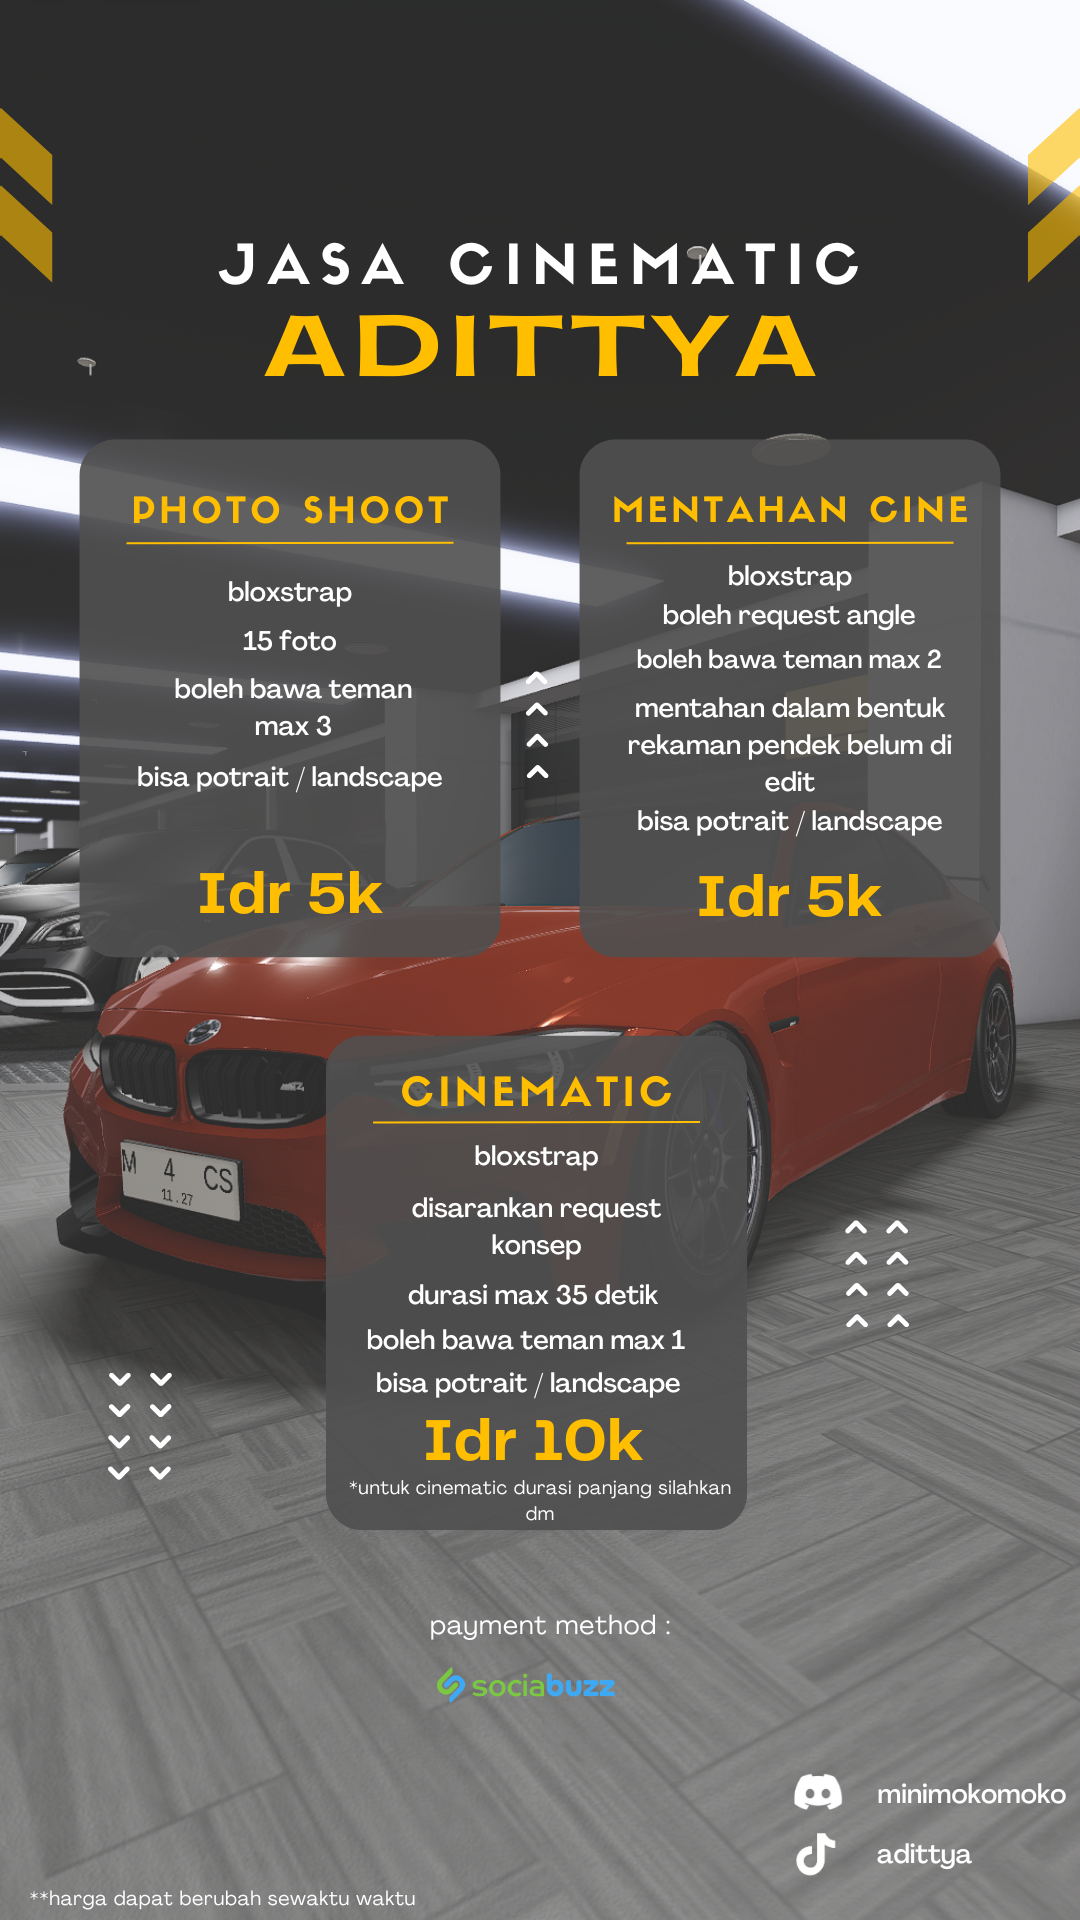 JASA CINEMATIC
ADITTYA
PHOTO SHOOT
bloxstrap
15 foto
boleh bawa teman
max 3
bisa potrait / landscape
Idr 5k
MENTAHAN CINE
bloxstrap
boleh request angle
boleh bawa teman max 2
mentahan dalam bentuk
rekaman pendek belum di
edit
bisa potrait / landscape
Idr 5k
CINEMATIC
bloxstrap
disarankan request
konsep
durasi max 35 detik
boleh bawa teman max 1
bisa potrait / landscape
Idr 10k
*untuk cinematic durasi panjang silahkan
dm
M 4 CS
11.27
payment method :
sociabuzz
minimokomoko
adittya
**harga dapat berubah sewaktu waktu